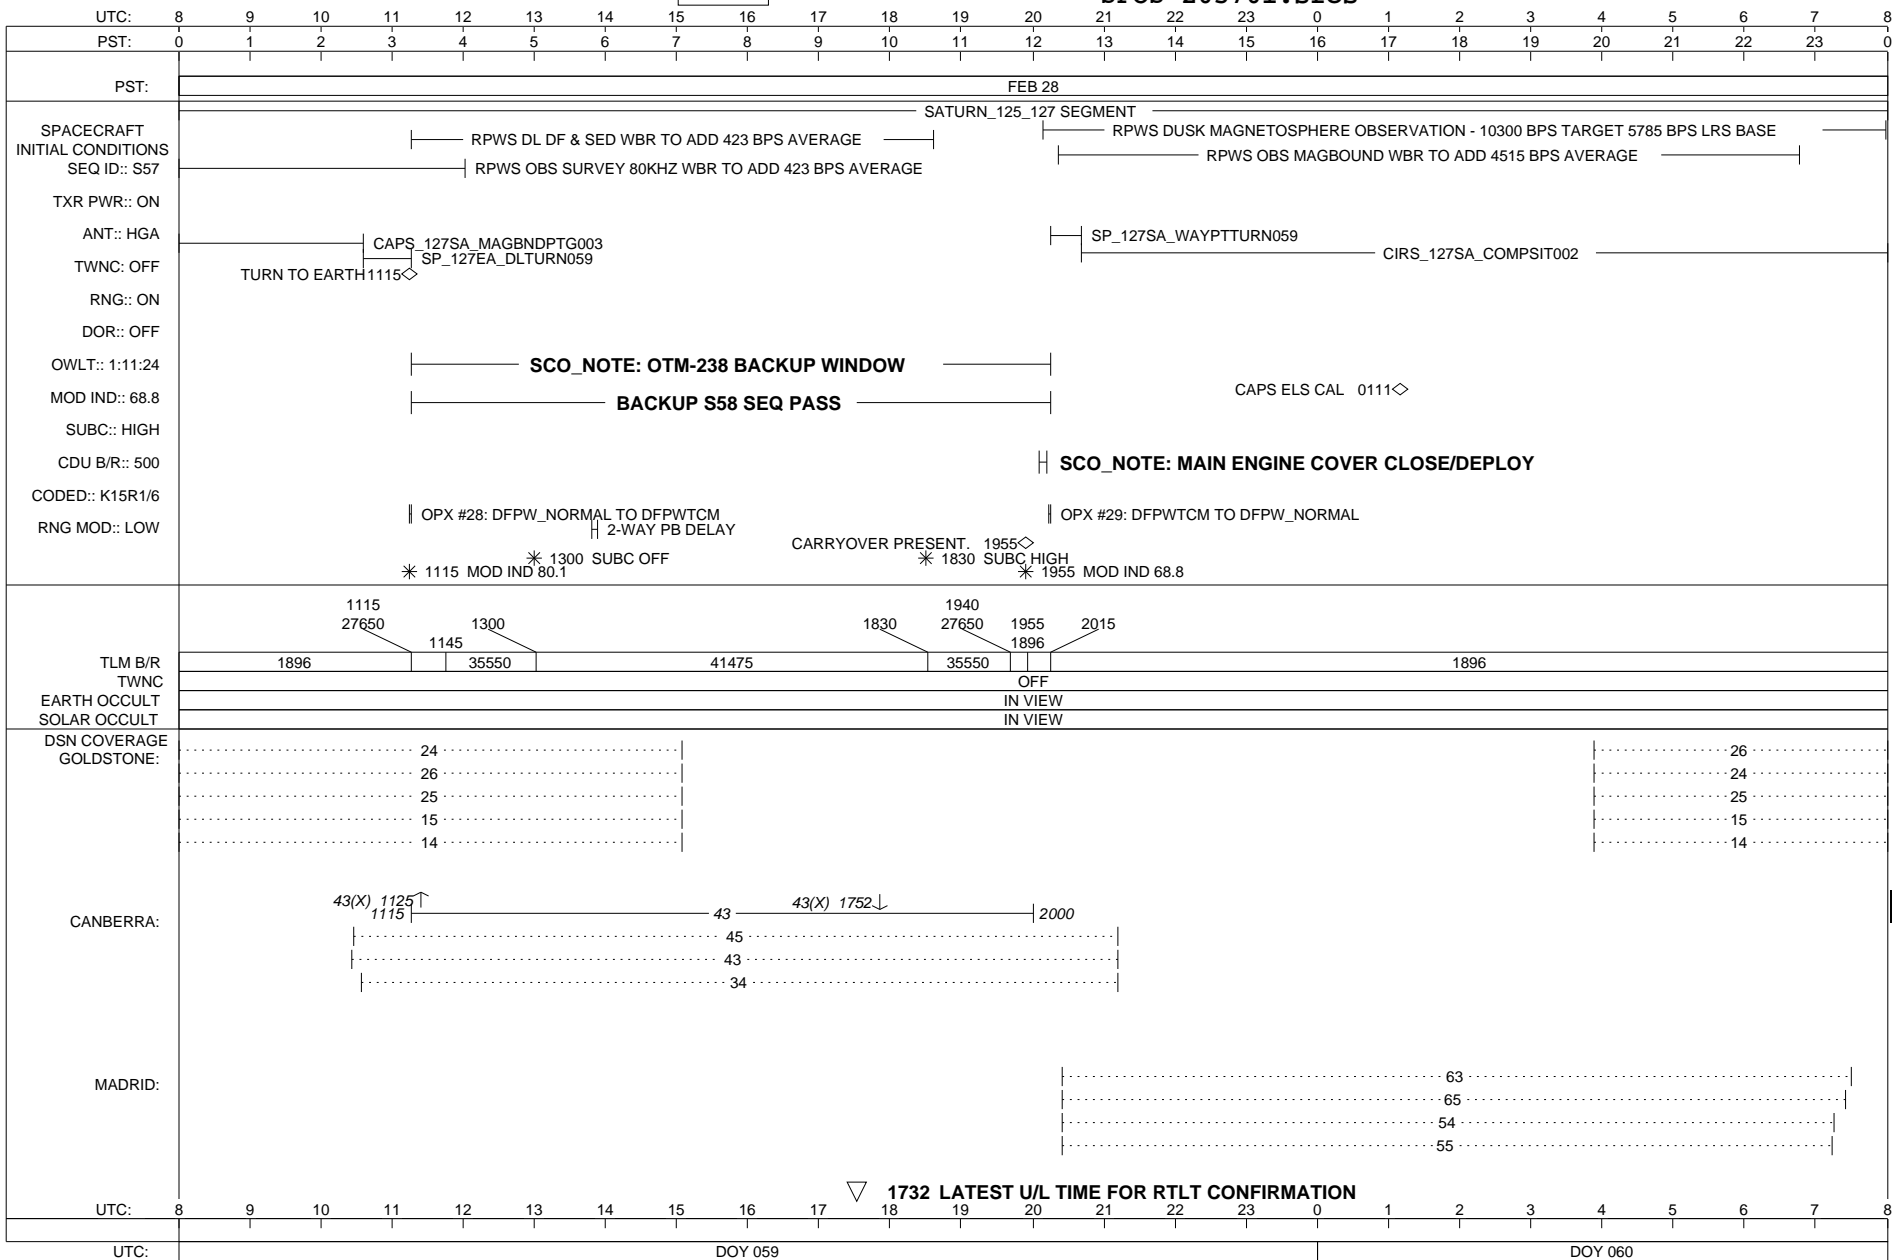 UTC: 8 9 10 11 12 13 14 15 16 17 18 19 20 21 22 23 0 1 2 3 4 5 6 7 8
PST: 0 1 2 3 4 5 6 7 8 9 10 11 12 13 14 15 16 17 18 19 20 21 22 23 0
PST: FEB 28
SATURN_125_127 SEGMENT
SPACECRAFT
INITIAL CONDITIONS
RPWS DL DF & SED WBR TO ADD 423 BPS AVERAGE
RPWS DUSK MAGNETOSPHERE OBSERVATION - 10300 BPS TARGET 5785 BPS LRS BASE
RPWS OBS MAGBOUND WBR TO ADD 4515 BPS AVERAGE
SEQ ID:: S57
RPWS OBS SURVEY 80KHZ WBR TO ADD 423 BPS AVERAGE
TXR PWR:: ON
ANT:: HGA
CAPS_127SA_MAGBNDPTG003
SP_127SA_WAYPTTURN059
SP_127EA_DLTURN059
CIRS_127SA_COMPSIT002
TWNC: OFF
TURN TO EARTH 1115
RNG:: ON
DOR:: OFF
OWLT:: 1:11:24
SCO_NOTE: OTM-238 BACKUP WINDOW
CAPS ELS CAL 0111
MOD IND:: 68.8
BACKUP S58 SEQ PASS
SUBC:: HIGH
CDU B/R:: 500
SCO_NOTE: MAIN ENGINE COVER CLOSE/DEPLOY
CODED:: K15R1/6
OPX #28: DFPW_NORMAL TO DFPWTCM
OPX #29: DFPWTCM TO DFPW_NORMAL
RNG MOD:: LOW
2-WAY PB DELAY
CARRYOVER PRESENT. 1955
1300 SUBC OFF
1830 SUBC HIGH
1115 MOD IND 80.1
1955 MOD IND 68.8
1115 1940
27650 1300 1830 27650 1955 2015
1145 1896
TLM B/R 1896 35550 41475 35550 1896
TWNC OFF
EARTH OCCULT IN VIEW
SOLAR OCCULT IN VIEW
DSN COVERAGE
GOLDSTONE:
24 26
26 24
25 25
15 15
14 14
CANBERRA:
43(X) 1125 43(X) 1752
1115 43 2000
45
43
34
MADRID:
63
65
54
55
1732 LATEST U/L TIME FOR RTLT CONFIRMATION
UTC: 8 9 10 11 12 13 14 15 16 17 18 19 20 21 22 23 0 1 2 3 4 5 6 7 8
UTC: DOY 059 DOY 060